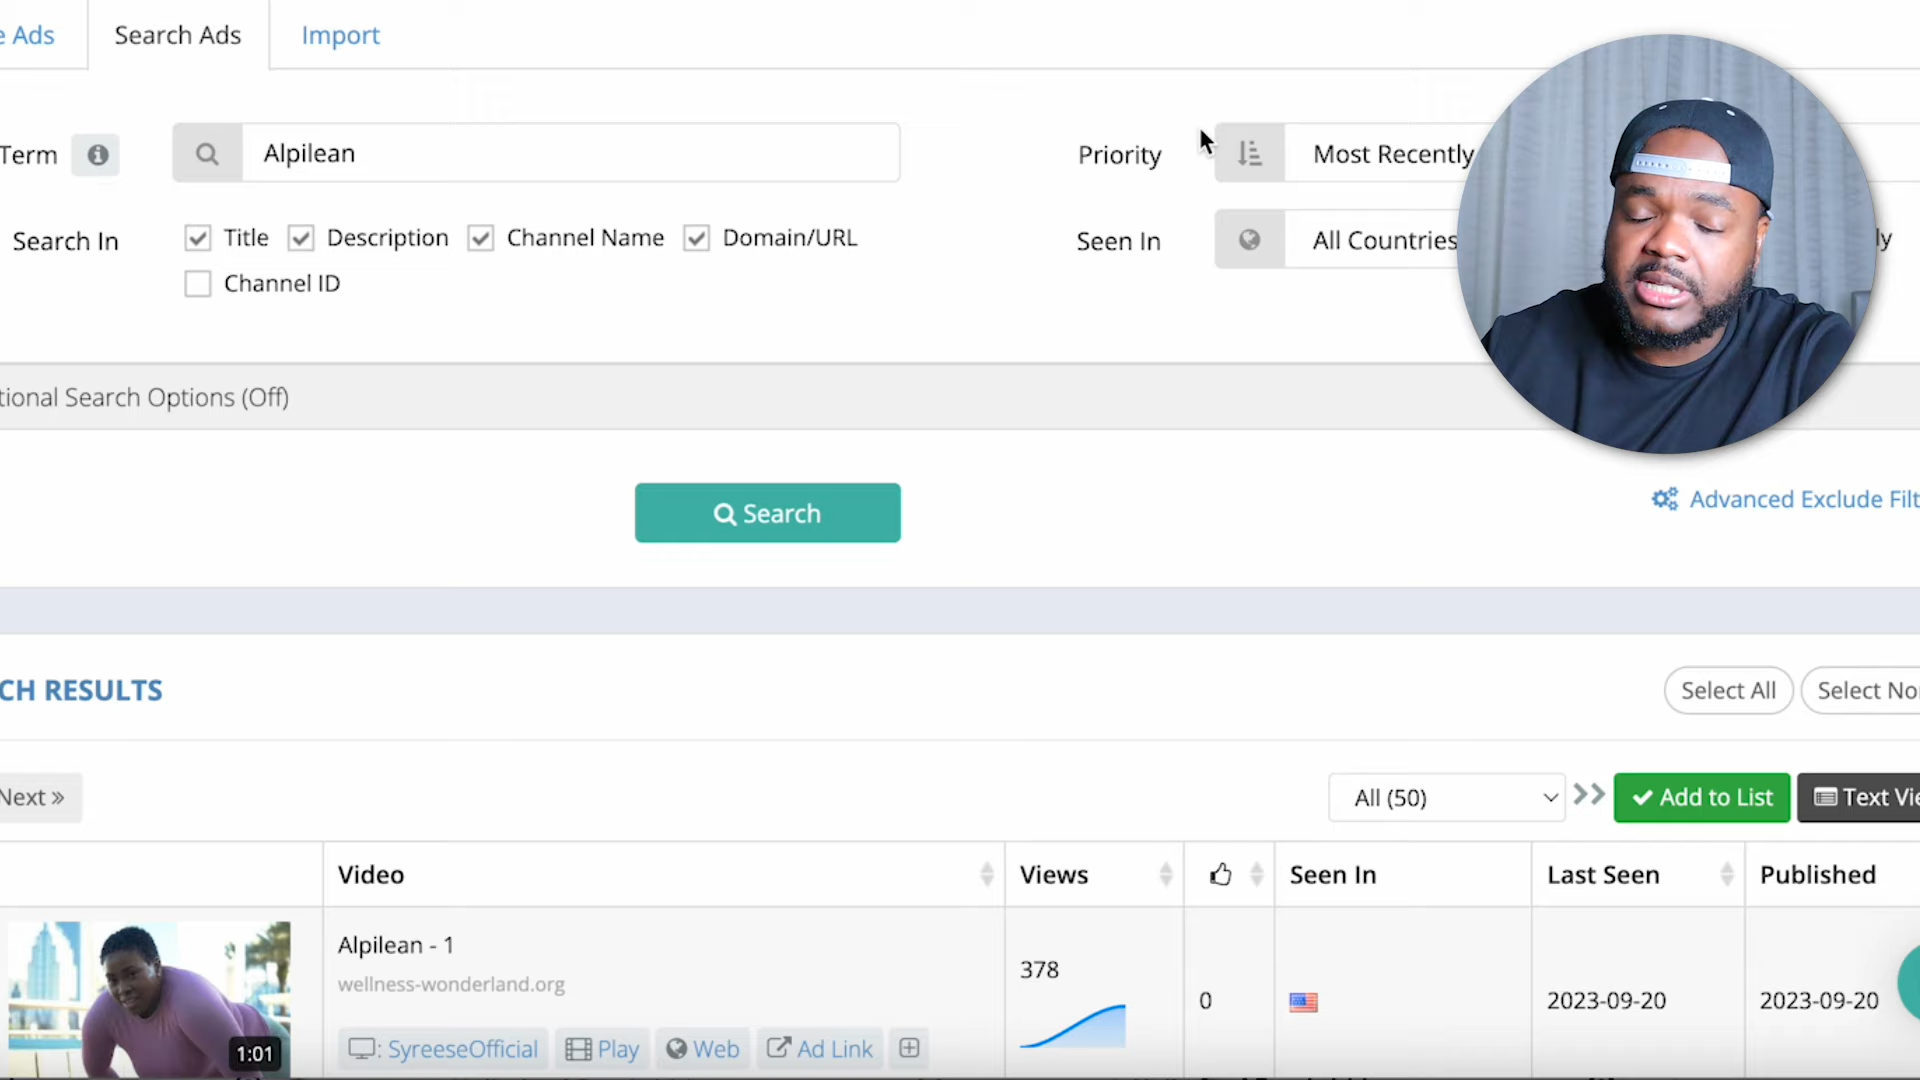 e Ads
Search Ads
Import
Term
Alpilean
Priority
Most Recently
Search In
Title
Description
Channel Name
Domain/URL
Seen In
All Countries
ly
Channel ID
tional Search Options (Off)
Search
Advanced Exclude Filt
CH RESULTS
Select All
Select No
Next »
All (50)
Add to List
Text Vie
Video
Views
Seen In
Last Seen
Published
Alpilean - 1
wellness-wonderland.org
378
0
2023-09-20
2023-09-20
1:01
: SyreeseOfficial
Play
Web
Ad Link